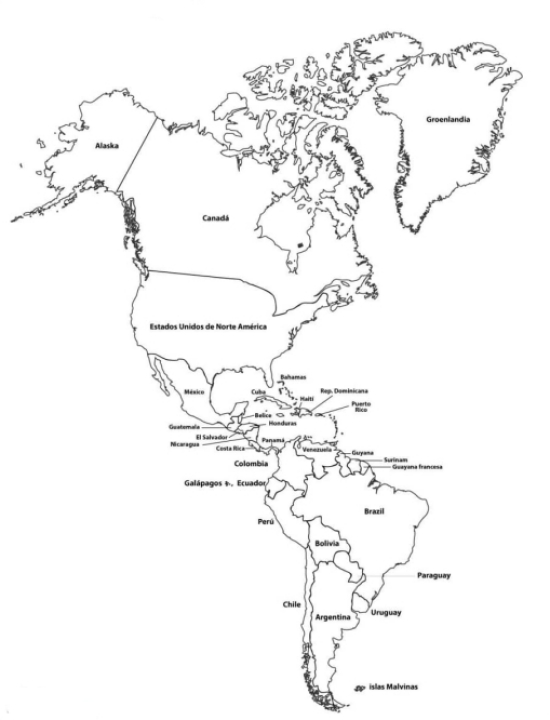 Groenlandia
Alaska
Canadá
Estados Unidos de Norte América
Bahamas
México
Cuba
Rep. Dominicana
Haití
Puerto
Rico
Belice
Guatemala
Honduras
El Salvador
Nicaragua
Panamá
Costa Rica
Venezuela
Guyana
Surinam
Guayana francesa
Colombia
Galápagos
Ecuador
Brazil
Perú
Bolivia
Paraguay
Chile
Argentina
Uruguay
islas Malvinas